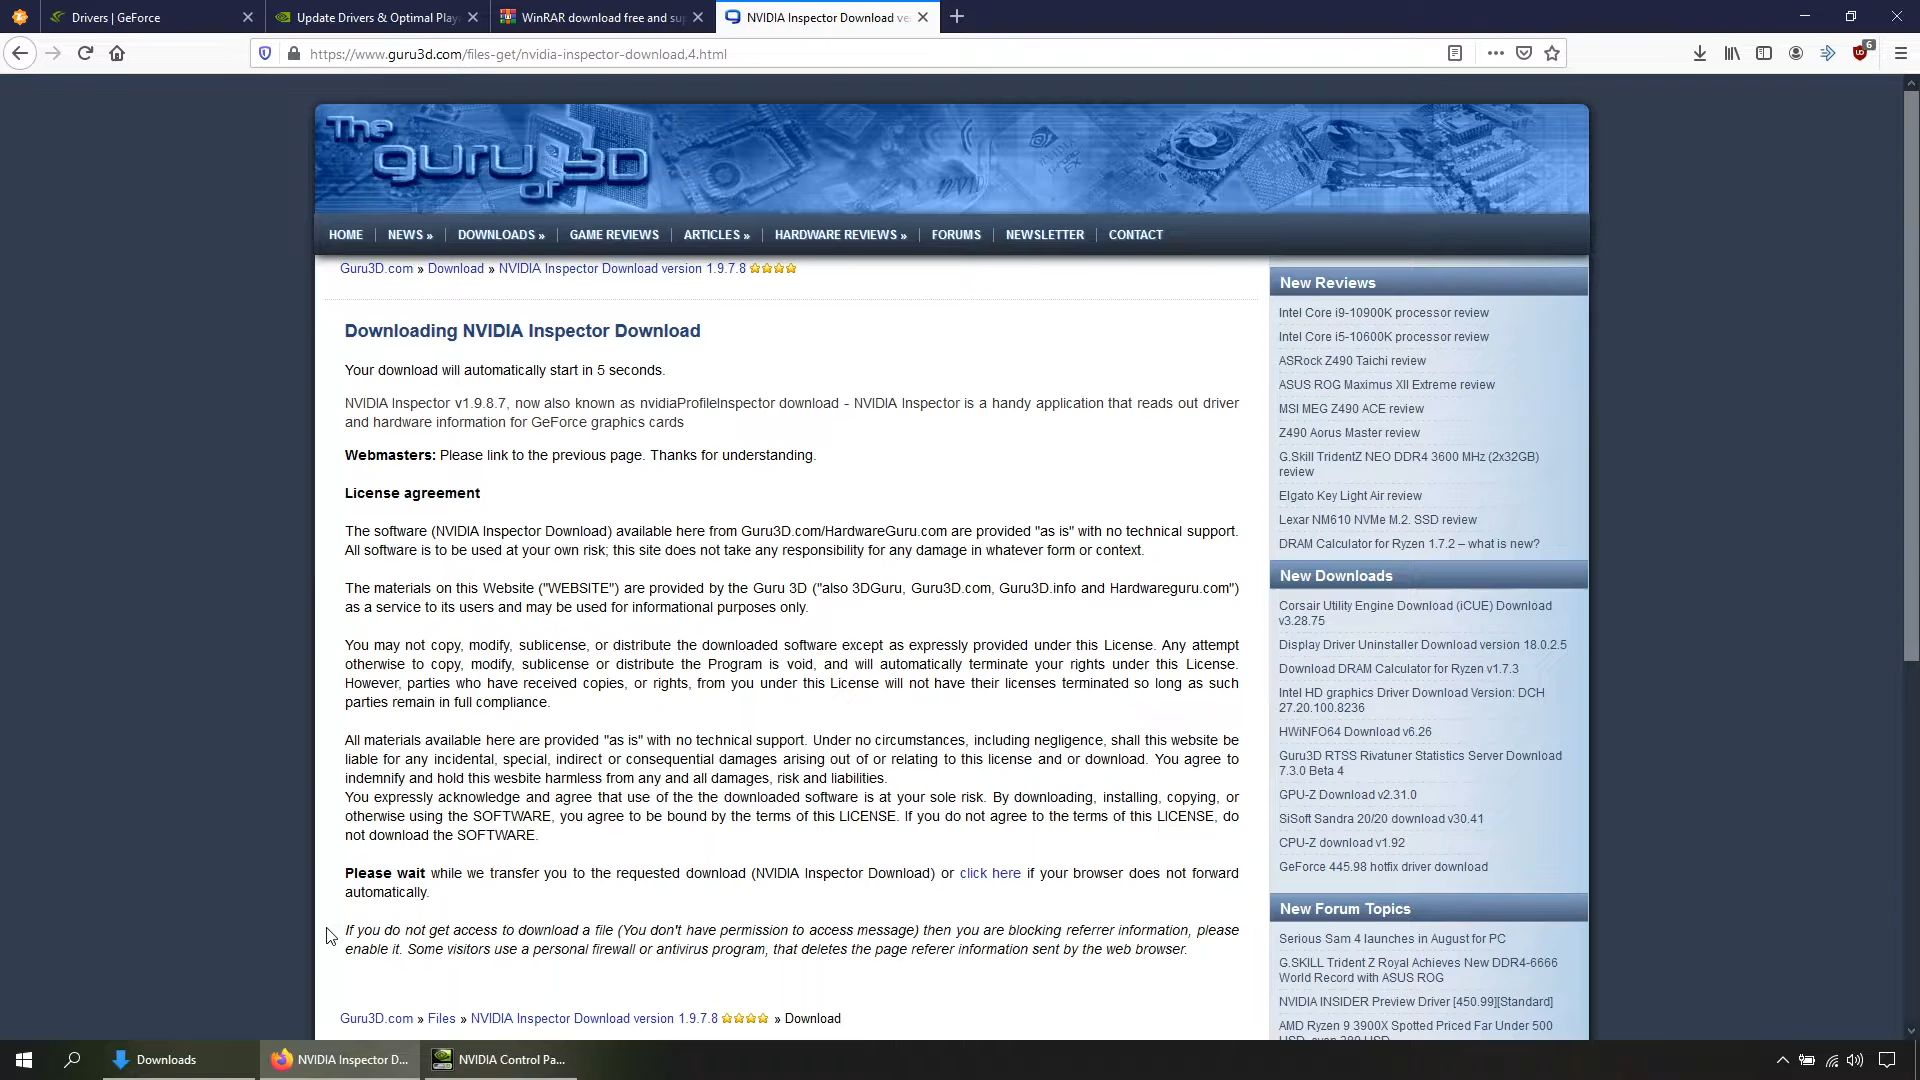 Drivers | GeForce
Update Drivers & Optimal Play
WinRAR download free and sup
NVIDIA Inspector Download ve
https://www.guru3d.com/files-get/nvidia-inspector-download,4.html
6
The
guru 3D
of
HOME
NEWS »
DOWNLOADS »
GAME REVIEWS
ARTICLES »
HARDWARE REVIEWS »
FORUMS
NEWSLETTER
CONTACT
Guru3D.com » Download » NVIDIA Inspector Download version 1.9.7.8
Downloading NVIDIA Inspector Download
Your download will automatically start in 5 seconds.
NVIDIA Inspector v1.9.8.7, now also known as nvidiaProfileInspector download - NVIDIA Inspector is a handy application that reads out driver
and hardware information for GeForce graphics cards
Webmasters: Please link to the previous page. Thanks for understanding.
License agreement
The software (NVIDIA Inspector Download) available here from Guru3D.com/HardwareGuru.com are provided "as is" with no technical support.
All software is to be used at your own risk; this site does not take any responsibility for any damage in whatever form or context.
The materials on this Website ("WEBSITE") are provided by the Guru 3D ("also 3DGuru, Guru3D.com, Guru3D.info and Hardwareguru.com")
as a service to its users and may be used for informational purposes only.
You may not copy, modify, sublicense, or distribute the downloaded software except as expressly provided under this License. Any attempt
otherwise to copy, modify, sublicense or distribute the Program is void, and will automatically terminate your rights under this License.
However, parties who have received copies, or rights, from you under this License will not have their licenses terminated so long as such
parties remain in full compliance.
All materials available here are provided "as is" with no technical support. Under no circumstances, including negligence, shall this website be
liable for any incidental, special, indirect or consequential damages arising out of or relating to this license and or download. You agree to
indemnify and hold this wesbite harmless from any and all damages, risk and liabilities.
You expressly acknowledge and agree that use of the the downloaded software is at your sole risk. By downloading, installing, copying, or
otherwise using the SOFTWARE, you agree to be bound by the terms of this LICENSE. If you do not agree to the terms of this LICENSE, do
not download the SOFTWARE.
Please wait while we transfer you to the requested download (NVIDIA Inspector Download) or click here if your browser does not forward
automatically.
If you do not get access to download a file (You don't have permission to access message) then you are blocking referrer information, please
enable it. Some visitors use a personal firewall or antivirus program, that deletes the page referer information sent by the web browser.
Guru3D.com » Files » NVIDIA Inspector Download version 1.9.7.8 » Download
New Reviews
Intel Core i9-10900K processor review
Intel Core i5-10600K processor review
ASRock Z490 Taichi review
ASUS ROG Maximus XII Extreme review
MSI MEG Z490 ACE review
Z490 Aorus Master review
G.Skill TridentZ NEO DDR4 3600 MHz (2x32GB)
review
Elgato Key Light Air review
Lexar NM610 NVMe M.2. SSD review
DRAM Calculator for Ryzen 1.7.2 – what is new?
New Downloads
Corsair Utility Engine Download (iCUE) Download
v3.28.75
Display Driver Uninstaller Download version 18.0.2.5
Download DRAM Calculator for Ryzen v1.7.3
Intel HD graphics Driver Download Version: DCH
27.20.100.8236
HWiNFO64 Download v6.26
Guru3D RTSS Rivatuner Statistics Server Download
7.3.0 Beta 4
GPU-Z Download v2.31.0
SiSoft Sandra 20/20 download v30.41
CPU-Z download v1.92
GeForce 445.98 hotfix driver download
New Forum Topics
Serious Sam 4 launches in August for PC
G.SKILL Trident Z Royal Achieves New DDR4-6666
World Record with ASUS ROG
NVIDIA INSIDER Preview Driver [450.99][Standard]
AMD Ryzen 9 3900X Spotted Priced Far Under 500
Downloads
NVIDIA Inspector D...
NVIDIA Control Pa...